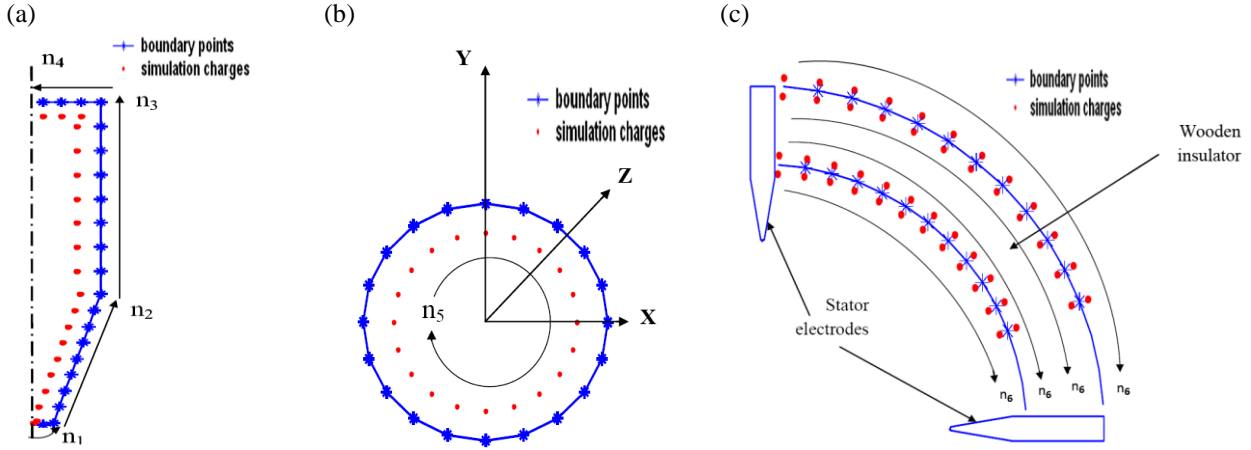 (a)
boundary points
simulation charges
n4
n3
n2
n1
(b)
Y
boundary points
simulation charges
Z
n5
X
(c)
boundary points
simulation charges
Wooden
insulator
Stator
electrodes
n6
n6
n6
n6